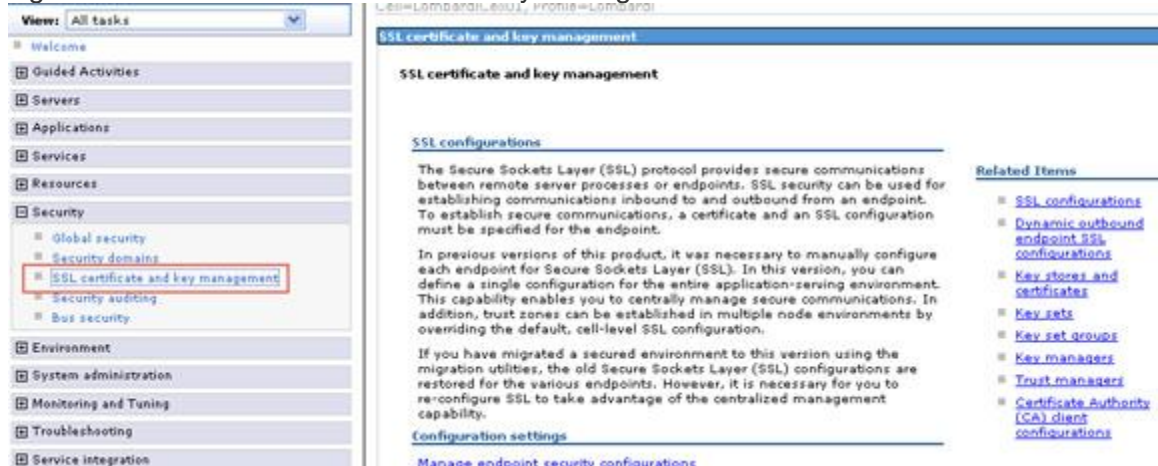 View: All tasks
Welcome
Guided Activities
Servers
Applications
Services
Resources
Security
Global security
Security domains
SSL certificate and key management
Security auditing
Bus security
Environment
System administration
Monitoring and Tuning
Troubleshooting
Service integration
Cell=LombardiCell01, Profile=Lombardi
SSL certificate and key management
SSL certificate and key management
SSL configurations
The Secure Sockets Layer (SSL) protocol provides secure communications
between remote server processes or endpoints. SSL security can be used for
establishing communications inbound to and outbound from an endpoint.
To establish secure communications, a certificate and an SSL configuration
must be specified for the endpoint.
In previous versions of this product, it was necessary to manually configure
each endpoint for Secure Sockets Layer (SSL). In this version, you can
define a single configuration for the entire application-serving environment.
This capability enables you to centrally manage secure communications. In
addition, trust zones can be established in multiple node environments by
overriding the default, cell-level SSL configuration.
If you have migrated a secured environment to this version using the
migration utilities, the old Secure Sockets Layer (SSL) configurations are
restored for the various endpoints. However, it is necessary for you to
re-configure SSL to take advantage of the centralized management
capability.
Configuration settings
Manage endpoint security configurations
Related Items
SSL configurations
Dynamic outbound
endpoint SSL
configurations
Key stores and
certificates
Key sets
Key set groups
Key managers
Trust managers
Certificate Authority
(CA) client
configurations